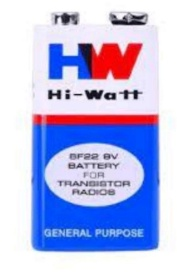 HW
Hi-Watt
6F22 9V
BATTERY
FOR
TRANSISTOR
RADIOS
GENERAL PURPOSE